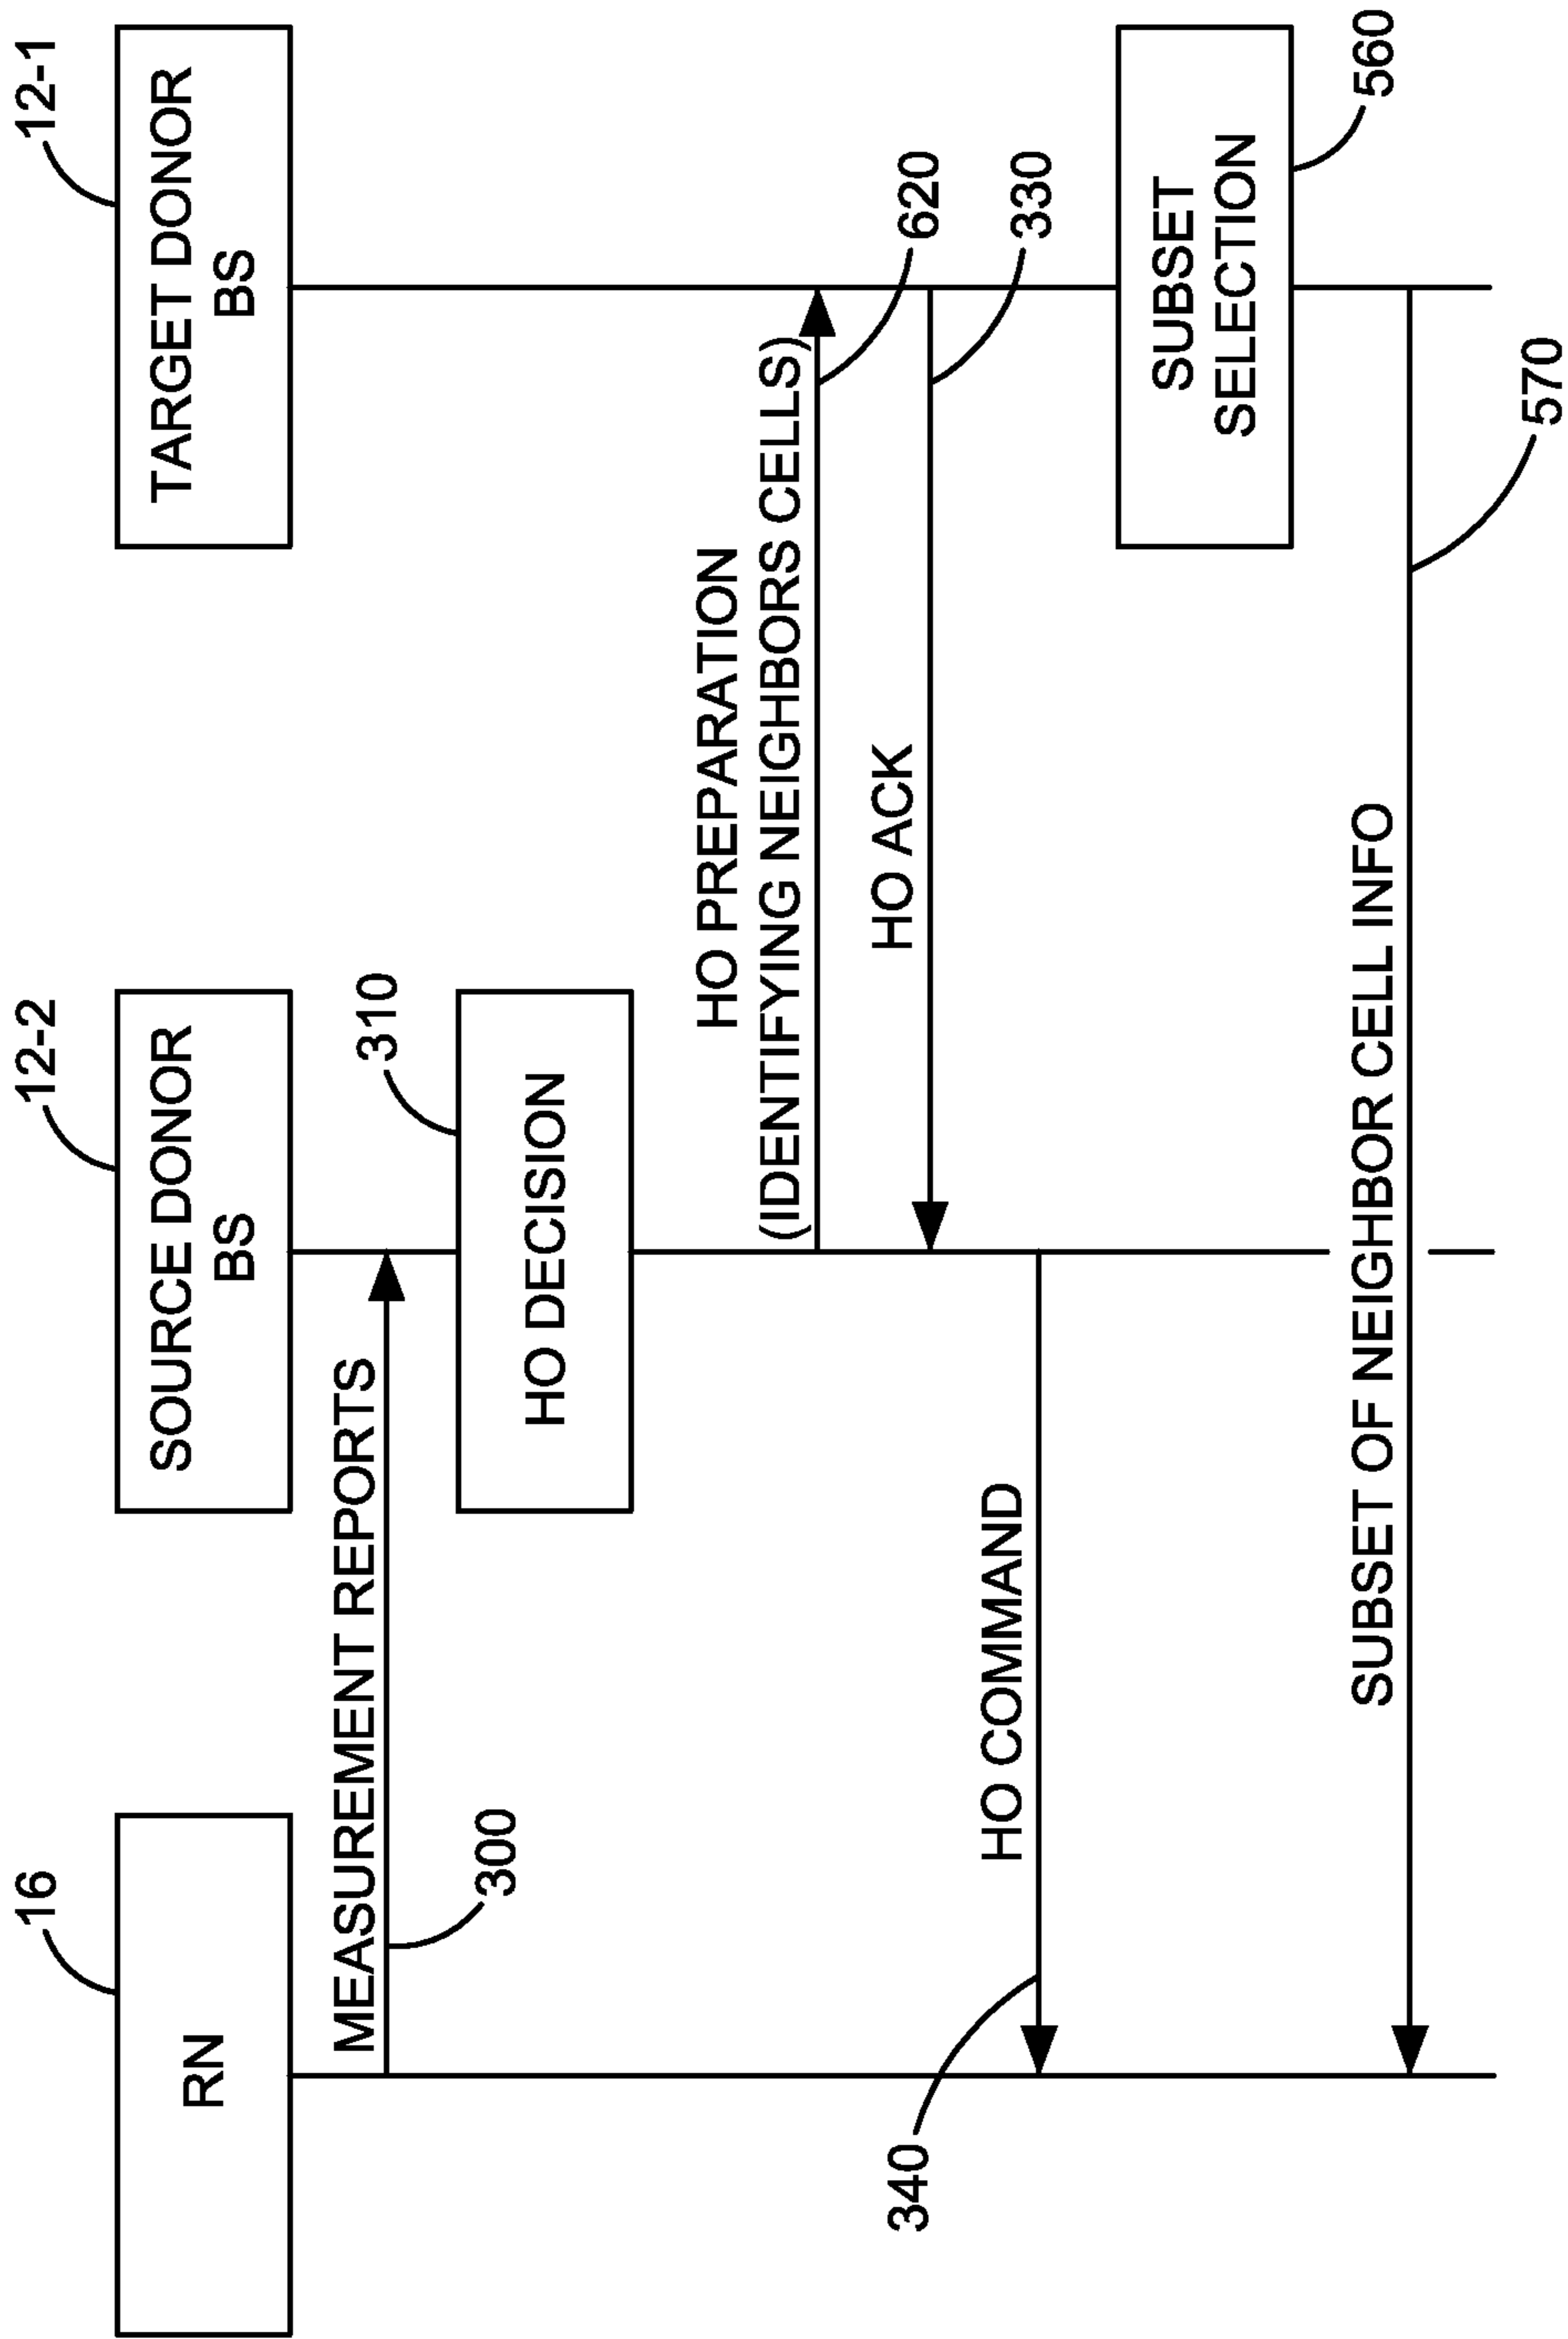 16
12-2
12-1
RN
SOURCE DONOR
BS
TARGET DONOR
BS
MEASUREMENT REPORTS
300
310
HO DECISION
HO PREPARATION
(IDENTIFYING NEIGHBORS CELLS)
620
HO ACK
330
340
HO COMMAND
SUBSET
SELECTION
560
SUBSET OF NEIGHBOR CELL INFO
570